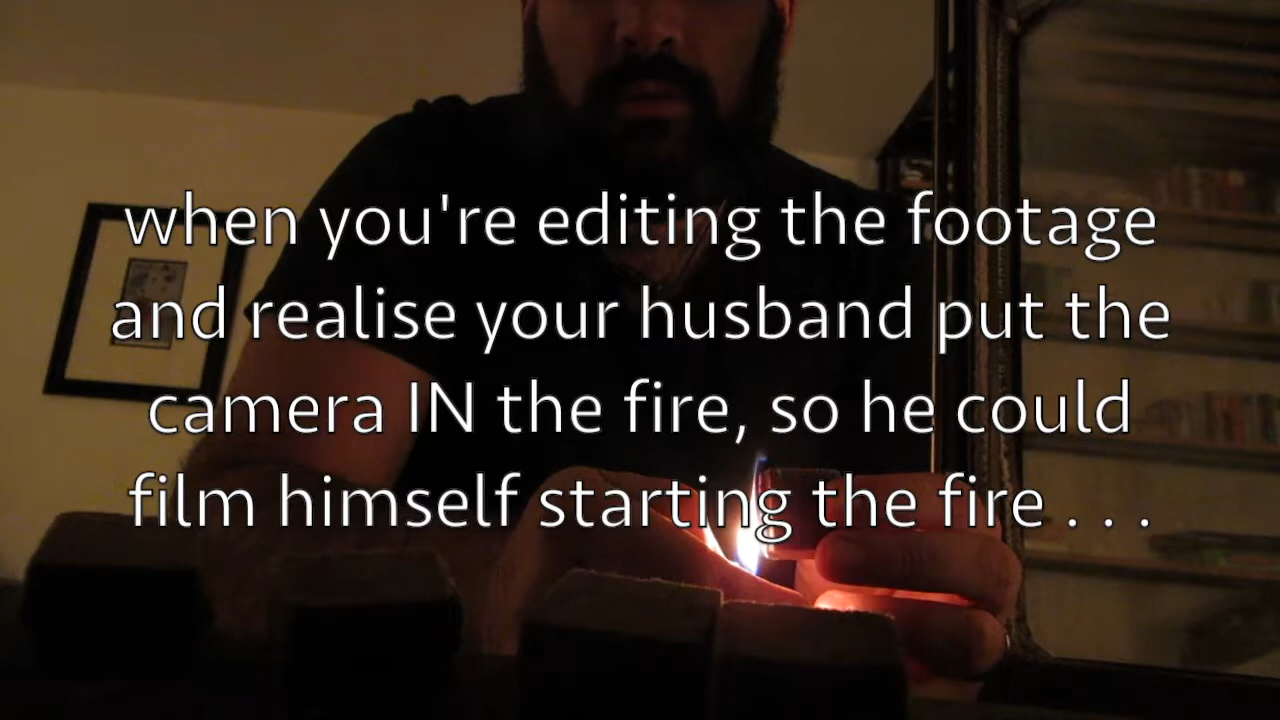 when you're editing the footage
and realise your husband put the
camera IN the fire, so he could
film himself starting the fire . . .